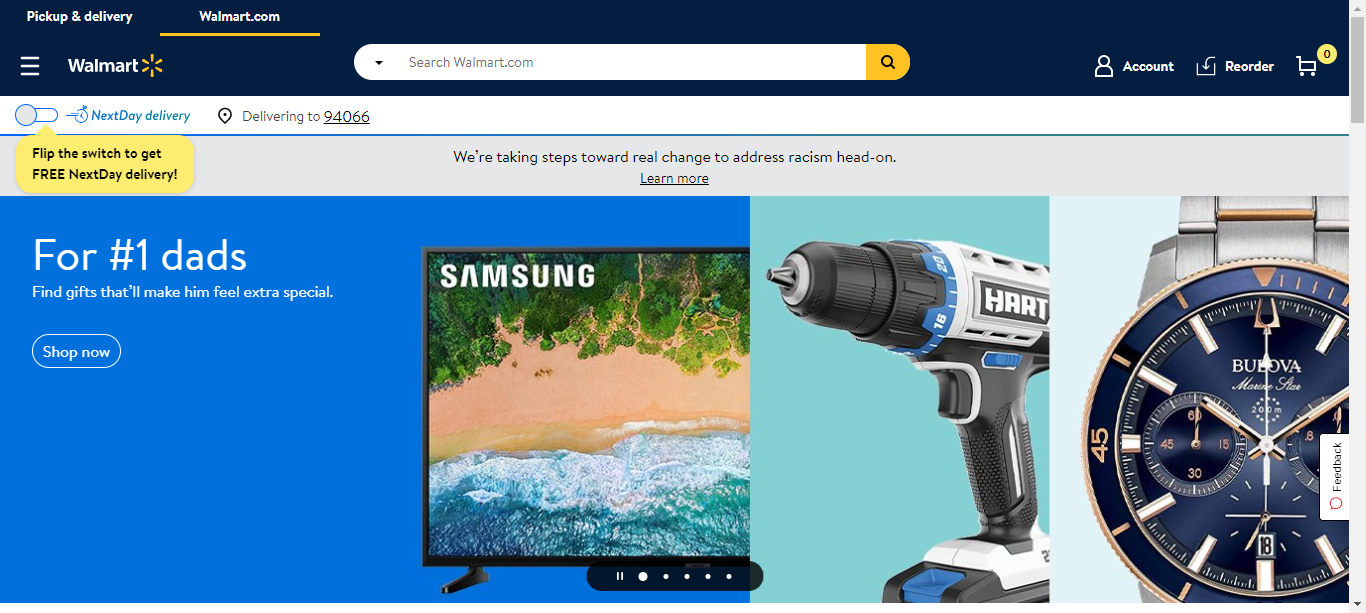 Pickup & delivery
Walmart.com
Walmart
Search Walmart.com
Account
Reorder
0
NextDay delivery
Delivering to 94066
Flip the switch to get
FREE NextDay delivery!
We’re taking steps toward real change to address racism head-on.
Learn more
For #1 dads
Find gifts that’ll make him feel extra special.
Shop now
SAMSUNG
20
16
HART
BULOVA
Marine Star
200m
60
45
15
30
45
18
Feedback